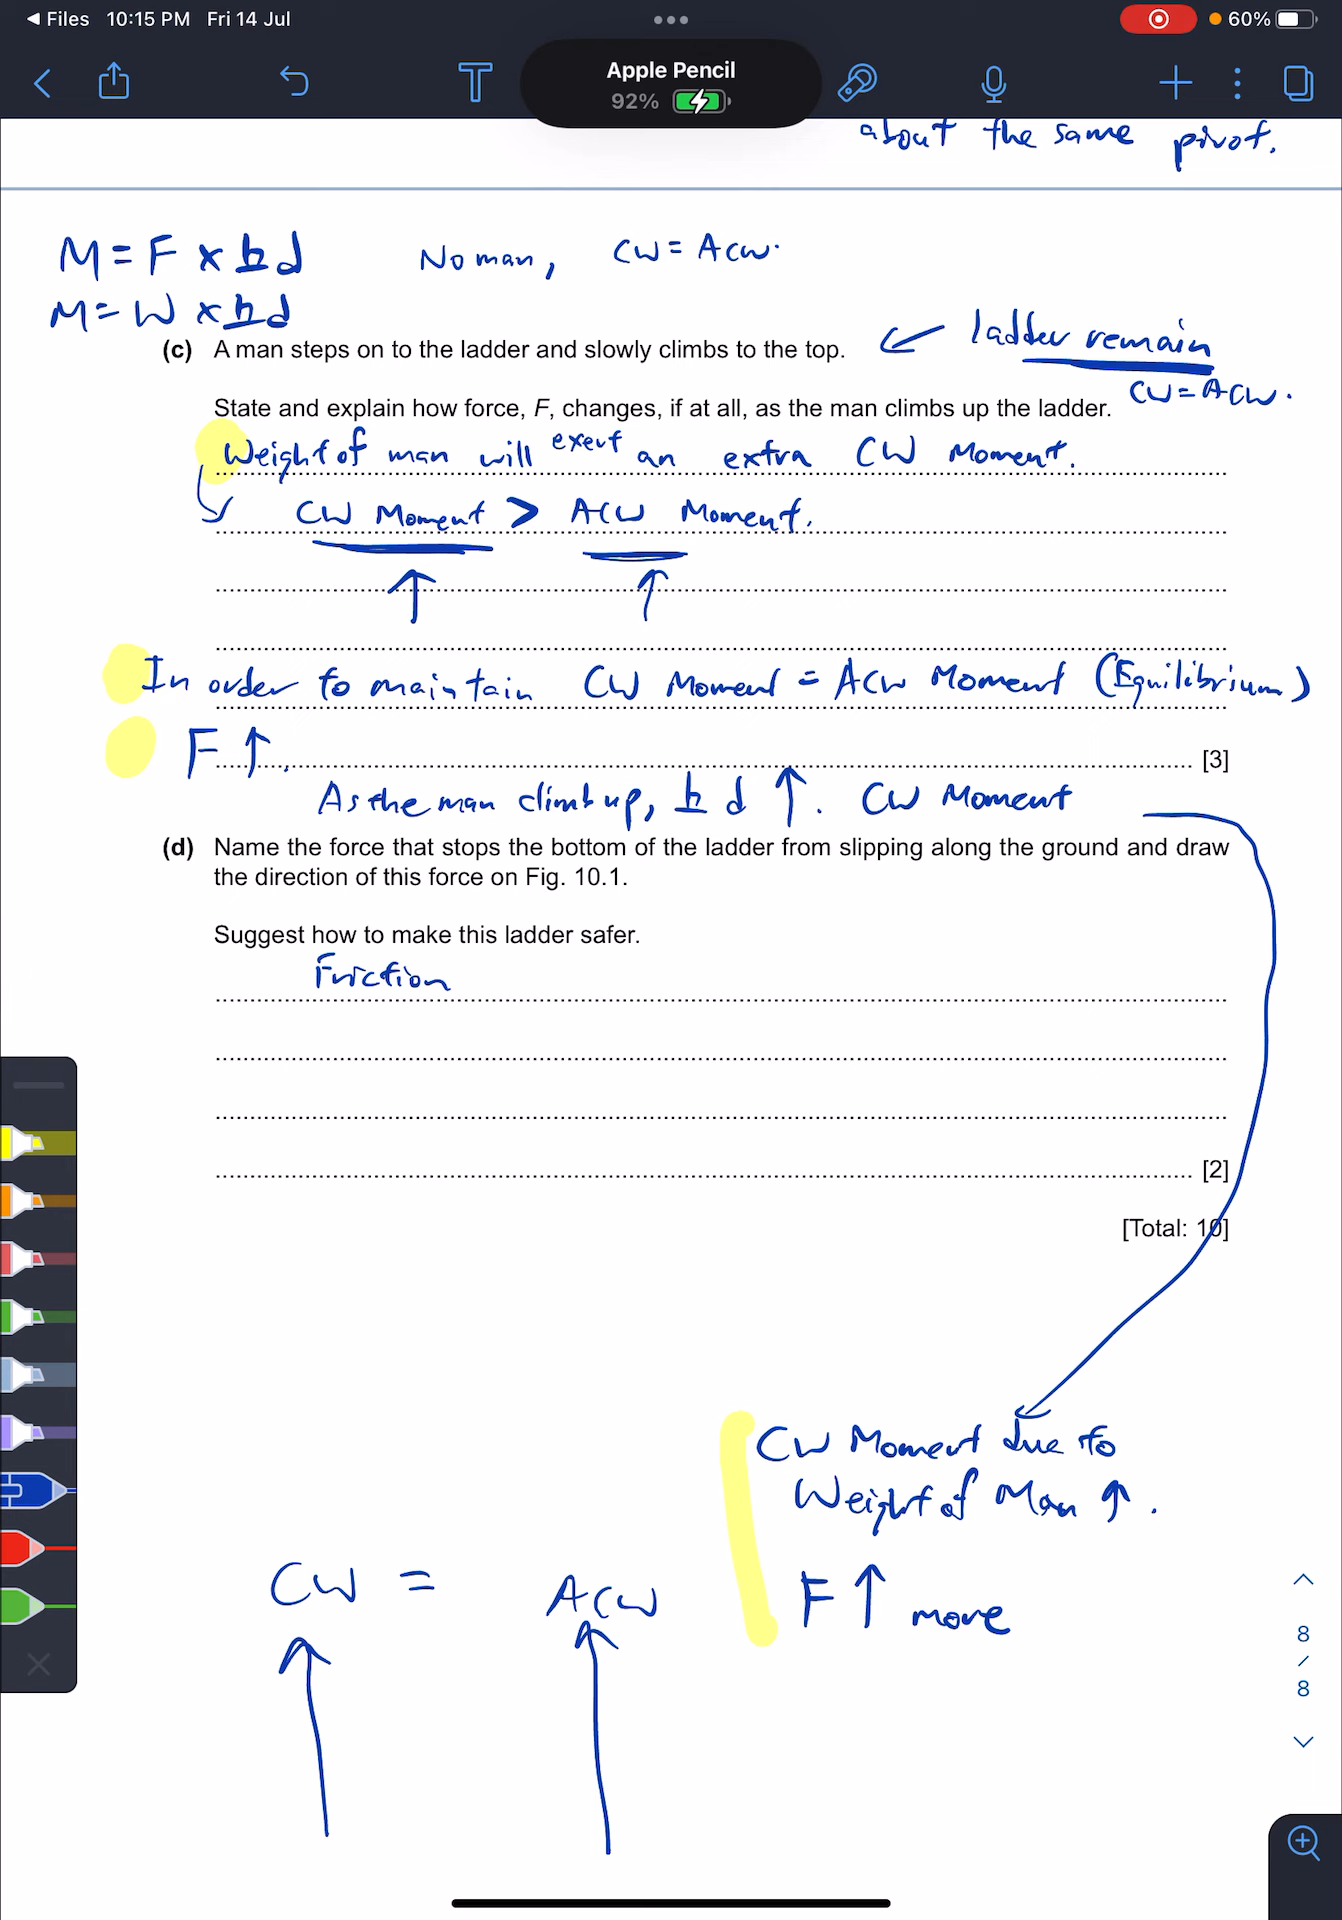 Files 10:15 PM Fri 14 Jul
60%
Apple Pencil
92%
about the same pivot.
M = F x ⊥ d
No man, CW = ACW.
M = W x ⊥ d
ladder remain
(c) A man steps on to the ladder and slowly climbs to the top.
CW = ACW.
State and explain how force, F, changes, if at all, as the man climbs up the ladder.
Weight of man will exert an extra CW Moment.
CW Moment > ACW Moment.
In order to maintain CW Moment = ACW Moment (Equilibrium)
F ↑.
[3]
As the man climb up, ⊥ d ↑. CW Moment
(d) Name the force that stops the bottom of the ladder from slipping along the ground and draw
the direction of this force on Fig. 10.1.
Suggest how to make this ladder safer.
Friction
[2]
[Total: 10]
CW Moment due to
Weight of Man ↑.
CW = ACW
F ↑ more
8
/
8